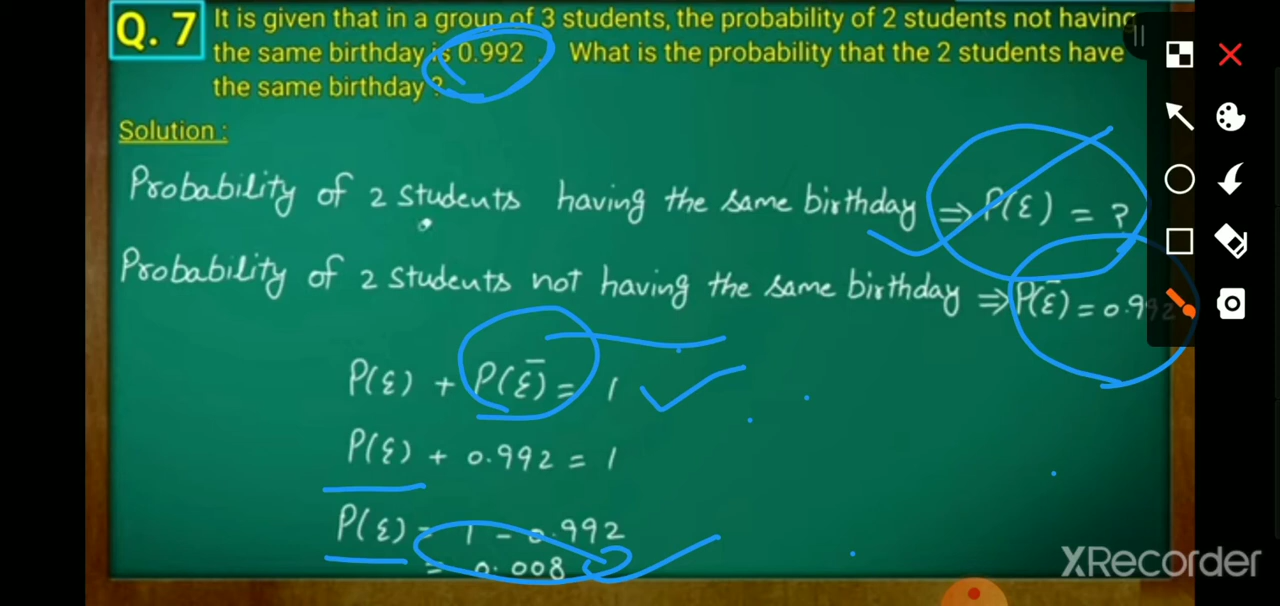 Q. 7 It is given that in a group of 3 students, the probability of 2 students not having
the same birthday is 0.992 . What is the probability that the 2 students have
the same birthday ?
Solution :
Probability of 2 students having the same birthday ⇒ P(Ɛ) = ?
Probability of 2 students not having the same birthday ⇒ P(Ɛ̄) = 0.992
P(Ɛ) + P(Ɛ̄) = 1
P(Ɛ) + 0.992 = 1
P(Ɛ) = 1 - 0.992
= 0.008
XRecorder